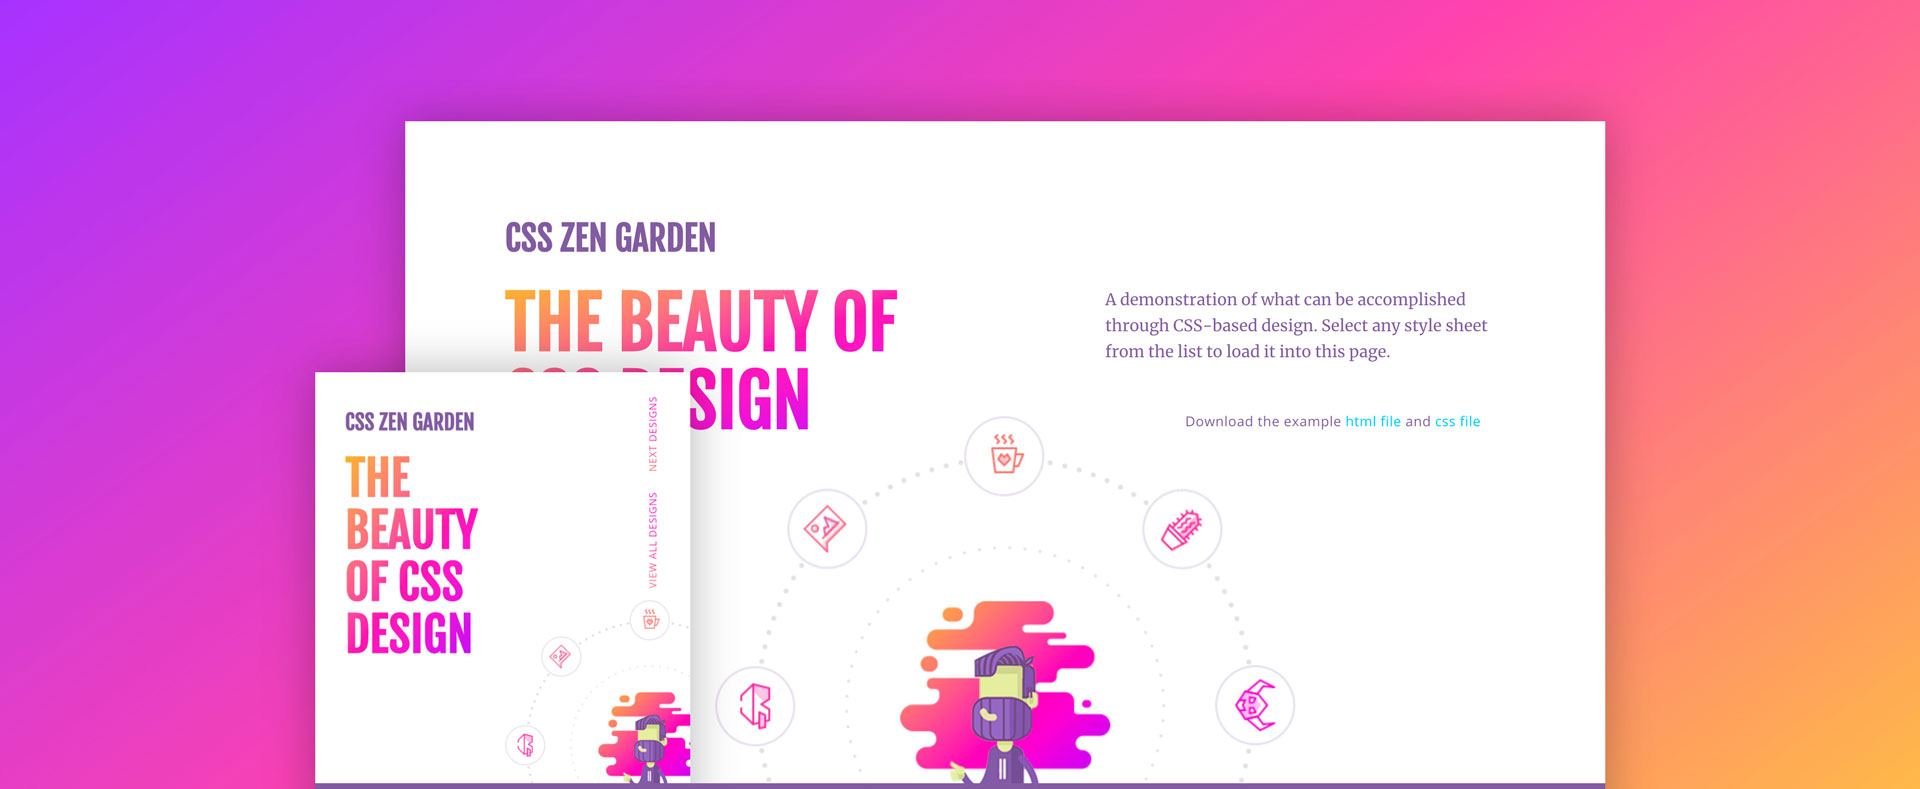 CSS ZEN GARDEN
THE BEAUTY OF
SIGN
A demonstration of what can be accomplished
through CSS-based design. Select any style sheet
from the list to load it into this page.
Download the example html file and css file
CSS ZEN GARDEN
THE
BEAUTY
OF CSS
DESIGN
NEXT DESIGNS
VIEW ALL DESIGNS